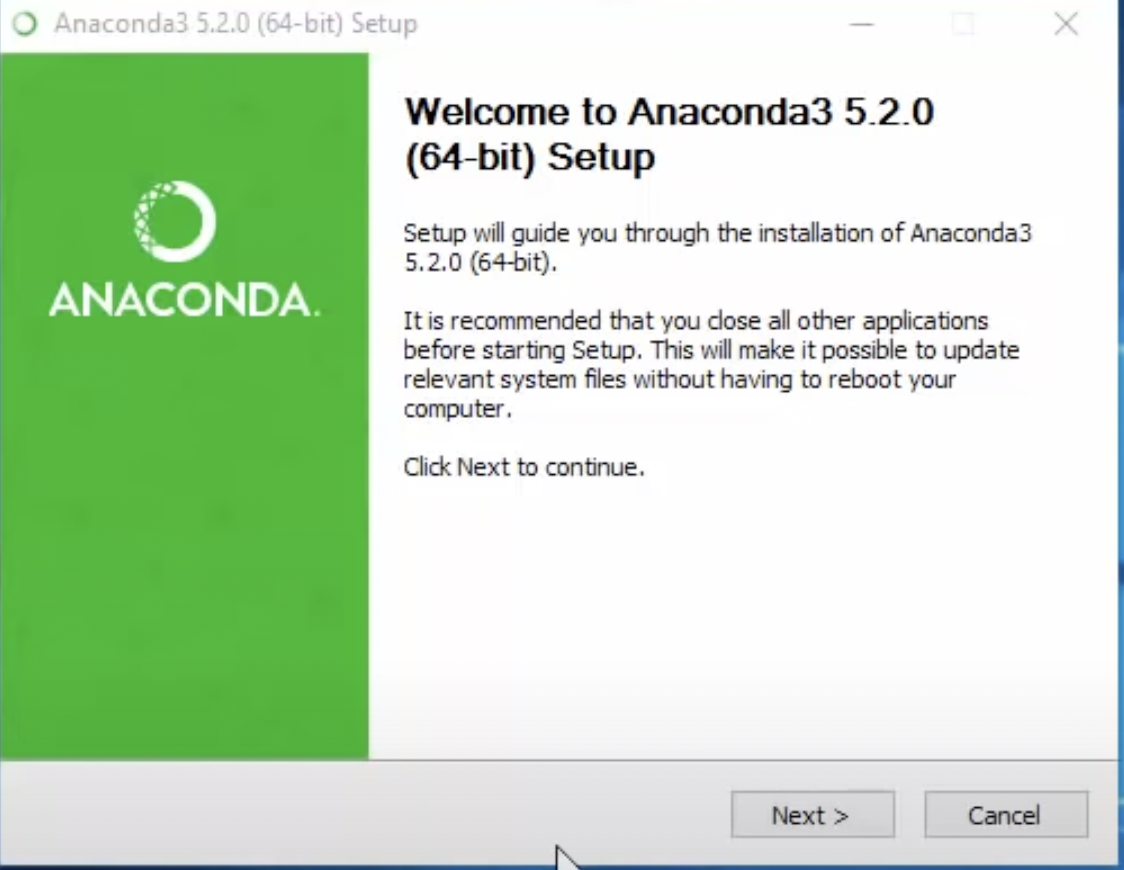 Anaconda3 5.2.0 (64-bit) Setup
Welcome to Anaconda3 5.2.0
(64-bit) Setup
Setup will guide you through the installation of Anaconda3
5.2.0 (64-bit).
It is recommended that you close all other applications
before starting Setup. This will make it possible to update
relevant system files without having to reboot your
computer.
Click Next to continue.
ANACONDA.
Next >
Cancel